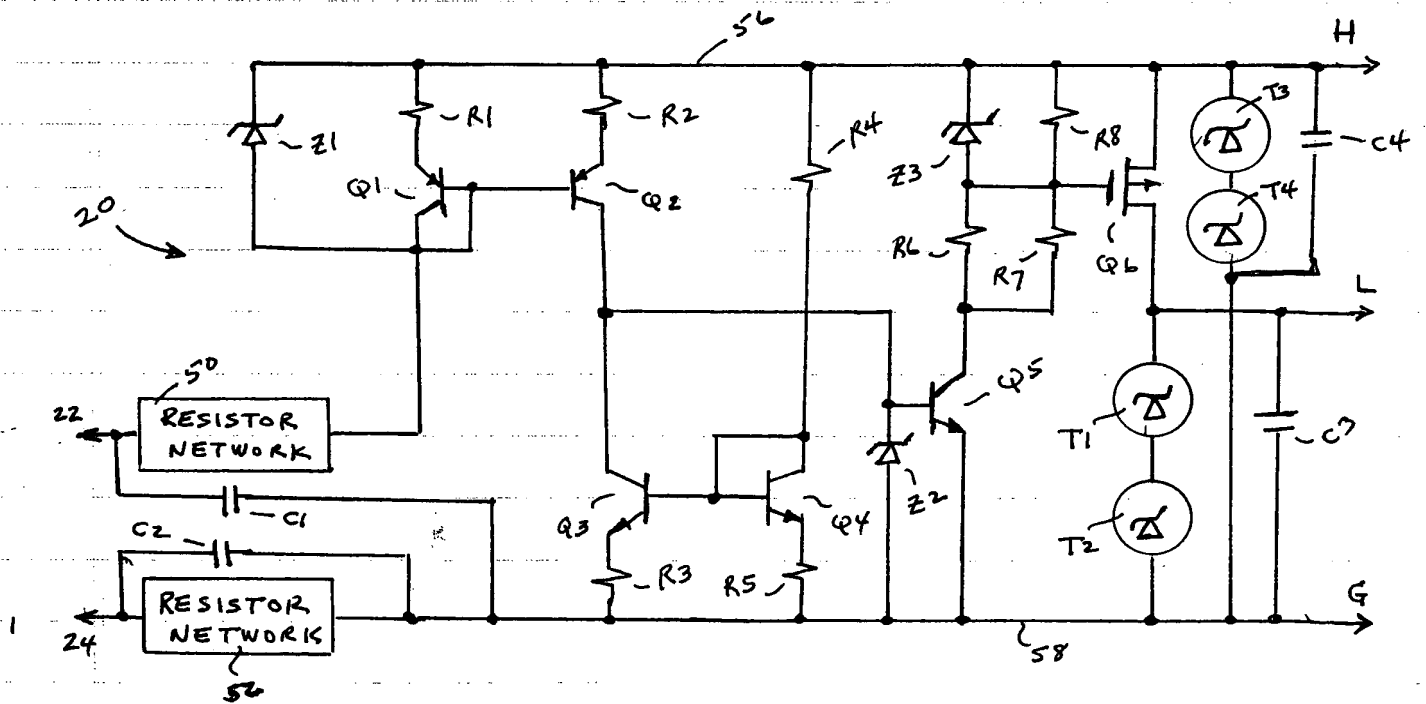 56
H
R1
R2
R4
Z1
Z3
R8
T3
C4
Q1
Q2
T4
20
R6
R7
Q6
L
50
22
RESISTOR
NETWORK
Q5
T1
C3
C1
Z2
C2
Q3
Q4
T2
R3
R5
G
24
RESISTOR
NETWORK
52
58